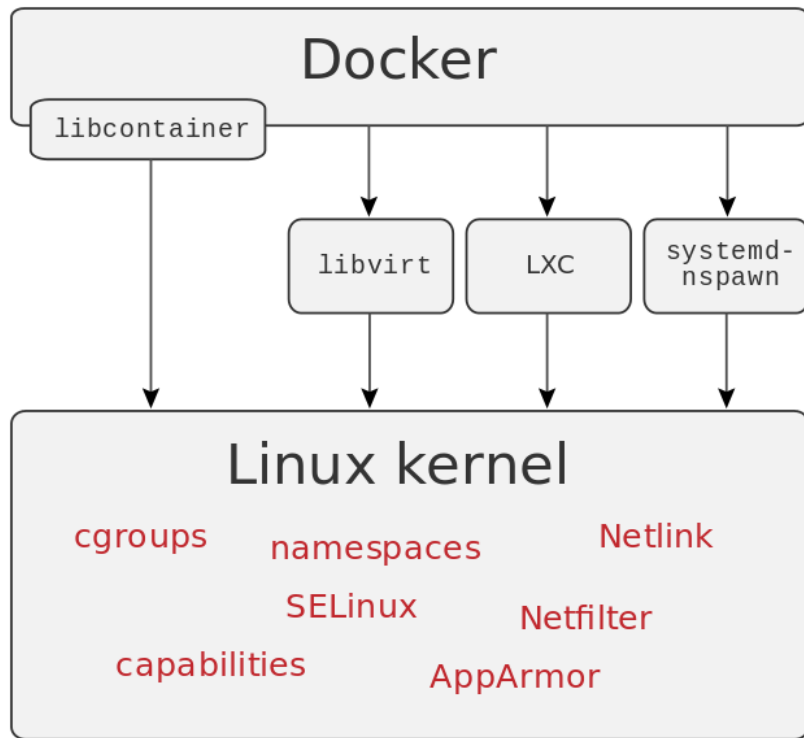 Docker
libcontainer
libvirt
LXC
systemd-
nspawn
Linux kernel
cgroups
namespaces
Netlink
SELinux
Netfilter
capabilities
AppArmor